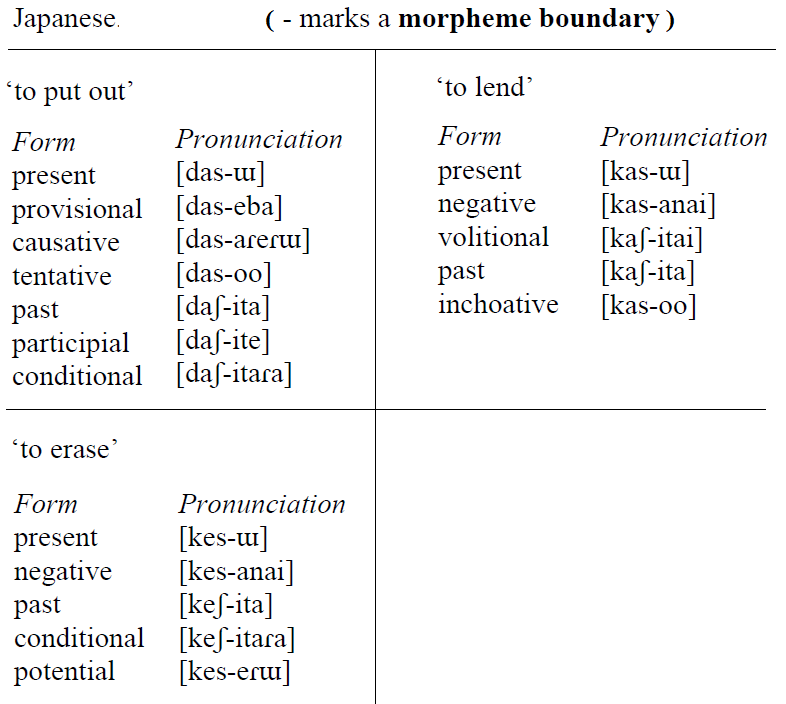 Japanese. ( - marks a morpheme boundary )
‘to put out’
Form Pronunciation
present [das-ɯ]
provisional [das-eba]
causative [das-aɾeɾɯ]
tentative [das-oo]
past [daʃ-ita]
participial [daʃ-ite]
conditional [daʃ-itaɾa]
‘to lend’
Form Pronunciation
present [kas-ɯ]
negative [kas-anai]
volitional [kaʃ-itai]
past [kaʃ-ita]
inchoative [kas-oo]
‘to erase’
Form Pronunciation
present [kes-ɯ]
negative [kes-anai]
past [keʃ-ita]
conditional [keʃ-itaɾa]
potential [kes-eɾɯ]